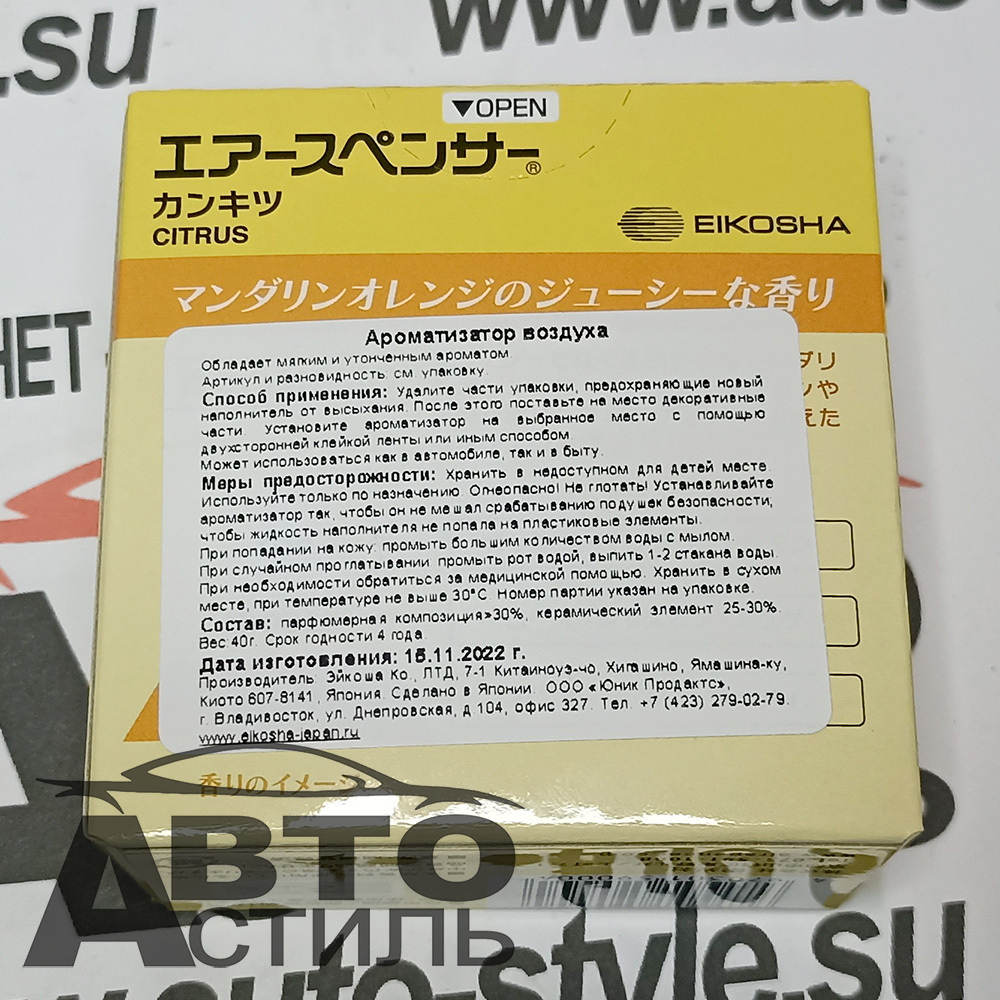 .su
www.auto
-style.su
НЕТ
▼OPEN
エアースペンサー®
カンキツ
CITRUS
EIKOSHA
マンダリンオレンジのジューシーな香り
ダリ
ンや
えた
Ароматизатор воздуха
Обладает мягким и утонченным ароматом.
Артикул и разновидность: см. упаковку.
Способ применения: Удалите части упаковки, предохраняющие новый
наполнитель от высыхания. После этого поставьте на место декоративные
части. Установите ароматизатор на выбранное место с помощью
двухсторонней клейкой ленты или иным способом.
Может использоваться как в автомобиле, так и в быту.
Меры предосторожности: Хранить в недоступном для детей месте.
Используйте только по назначению. Огнеопасно! Не глотать! Устанавливайте
ароматизатор так, чтобы он не мешал срабатыванию подушек безопасности,
чтобы жидкость наполнителя не попала на пластиковые элементы.
При попадании на кожу: промыть большим количеством воды с мылом.
При случайном проглатывании: промыть рот водой, выпить 1-2 стакана воды.
При необходимости обратиться за медицинской помощью. Хранить в сухом
месте, при температуре не выше 30°С. Номер партии указан на упаковке.
Состав: парфюмерная композиция>30%, керамический элемент 25-30%.
Вес:40г. Срок годности 4 года.
Дата изготовления: 15.11.2022 г.
Производитель: Эйкоша Ко., ЛТД, 7-1 Китаиноуэ-чо, Хигашино, Ямашина-ку,
Киото 607-8141, Япония. Сделано в Японии. ООО «Юник Продактс»,
г. Владивосток, ул. Днепровская, д 104, офис 327. Тел. +7 (423) 279-02-79.
www.eikosha-japan.ru
香りのイメージ
АВТО
СТИЛЬ
www.auto-style.su